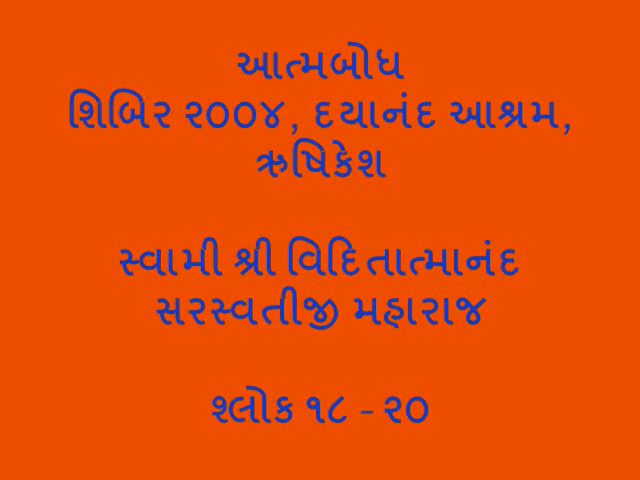 આત્મબોધ
શિબિર ૨૦૦૪, દયાનંદ આશ્રમ,
ઋષિકેશ
સ્વામી શ્રી વિદિતાત્માનંદ
સરસ્વતીજી મહારાજ
શ્લોક ૧૮ - ૨૦